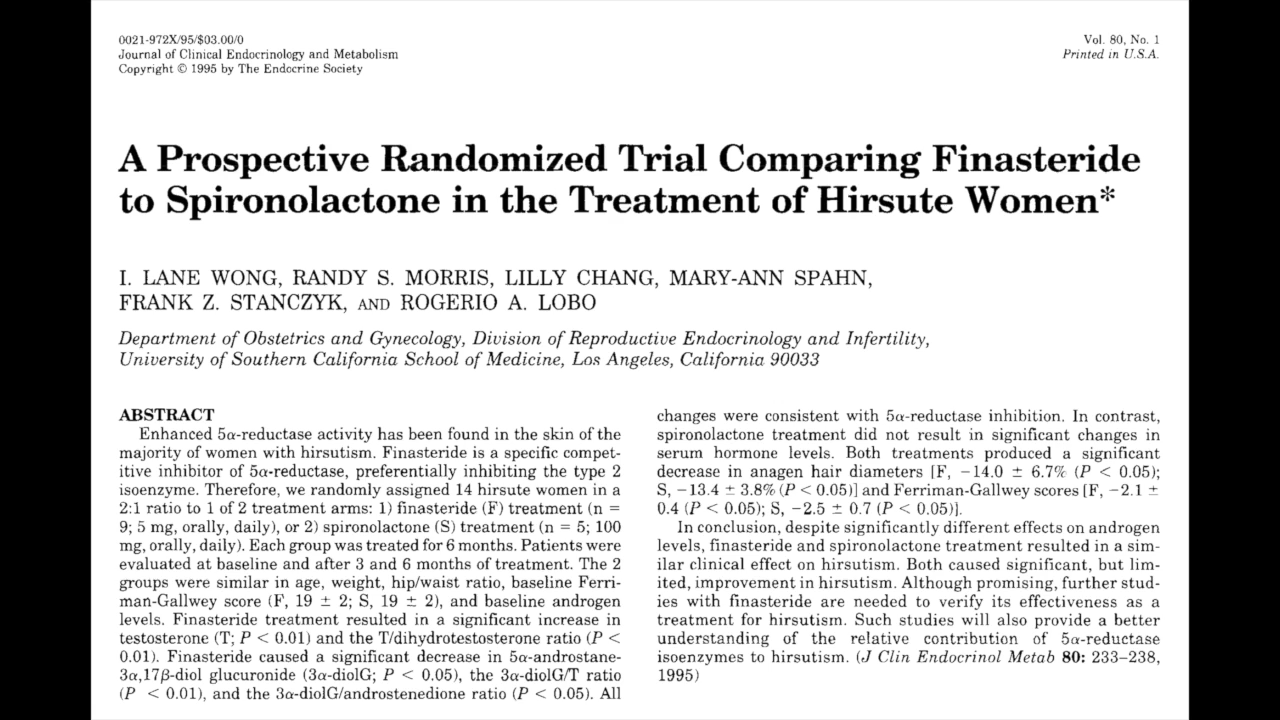 0021-972X/95/$03.00/0
Journal of Clinical Endocrinology and Metabolism
Copyright © 1995 by The Endocrine Society
Vol. 80, No. 1
Printed in U.S.A.
A Prospective Randomized Trial Comparing Finasteride
to Spironolactone in the Treatment of Hirsute Women*
I. LANE WONG, RANDY S. MORRIS, LILLY CHANG, MARY-ANN SPAHN,
FRANK Z. STANCZYK, AND ROGERIO A. LOBO
Department of Obstetrics and Gynecology, Division of Reproductive Endocrinology and Infertility,
University of Southern California School of Medicine, Los Angeles, California 90033
ABSTRACT
Enhanced 5α-reductase activity has been found in the skin of the
majority of women with hirsutism. Finasteride is a specific compet-
itive inhibitor of 5α-reductase, preferentially inhibiting the type 2
isoenzyme. Therefore, we randomly assigned 14 hirsute women in a
2:1 ratio to 1 of 2 treatment arms: 1) finasteride (F) treatment (n =
9; 5 mg, orally, daily), or 2) spironolactone (S) treatment (n = 5; 100
mg, orally, daily). Each group was treated for 6 months. Patients were
evaluated at baseline and after 3 and 6 months of treatment. The 2
groups were similar in age, weight, hip/waist ratio, baseline Ferri-
man-Gallwey score (F, 19 ± 2; S, 19 ± 2), and baseline androgen
levels. Finasteride treatment resulted in a significant increase in
testosterone (T; P < 0.01) and the T/dihydrotestosterone ratio (P <
0.01). Finasteride caused a significant decrease in 5α-androstane-
3α,17β-diol glucuronide (3α-diolG; P < 0.05), the 3α-diolG/T ratio
(P < 0.01), and the 3α-diolG/androstenedione ratio (P < 0.05). All
changes were consistent with 5α-reductase inhibition. In contrast,
spironolactone treatment did not result in significant changes in
serum hormone levels. Both treatments produced a significant
decrease in anagen hair diameters [F, −14.0 ± 6.7% (P < 0.05);
S, −13.4 ± 3.8% (P < 0.05)] and Ferriman-Gallwey scores [F, −2.1 ±
0.4 (P < 0.05); S, −2.5 ± 0.7 (P < 0.05)].
In conclusion, despite significantly different effects on androgen
levels, finasteride and spironolactone treatment resulted in a sim-
ilar clinical effect on hirsutism. Both caused significant, but lim-
ited, improvement in hirsutism. Although promising, further stud-
ies with finasteride are needed to verify its effectiveness as a
treatment for hirsutism. Such studies will also provide a better
understanding of the relative contribution of 5α-reductase
isoenzymes to hirsutism. (J Clin Endocrinol Metab 80: 233–238,
1995)